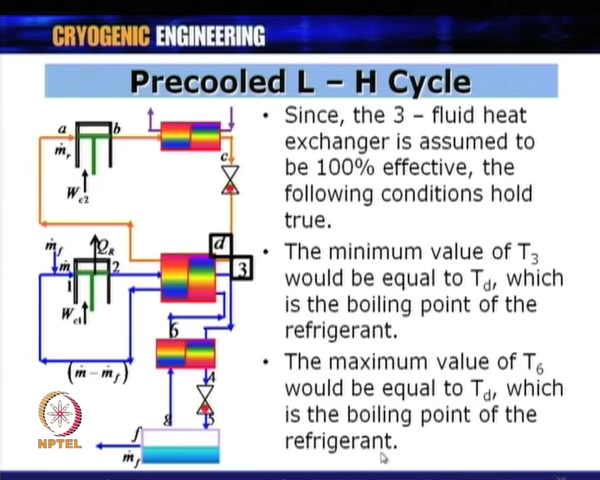 CRYOGENIC ENGINEERING
Precooled L – H Cycle
• Since, the 3 – fluid heat
exchanger is assumed to
be 100% effective, the
following conditions hold
true.
• The minimum value of T3
would be equal to Td, which
is the boiling point of the
refrigerant.
• The maximum value of T6
would be equal to Td, which
is the boiling point of the
refrigerant.
a
b
ṁr
Wc2
c
d
3
ṁf
ṁ
QR
1
2
Wc1
6
(ṁ − ṁf)
4
g
5
f
ṁf
NPTEL